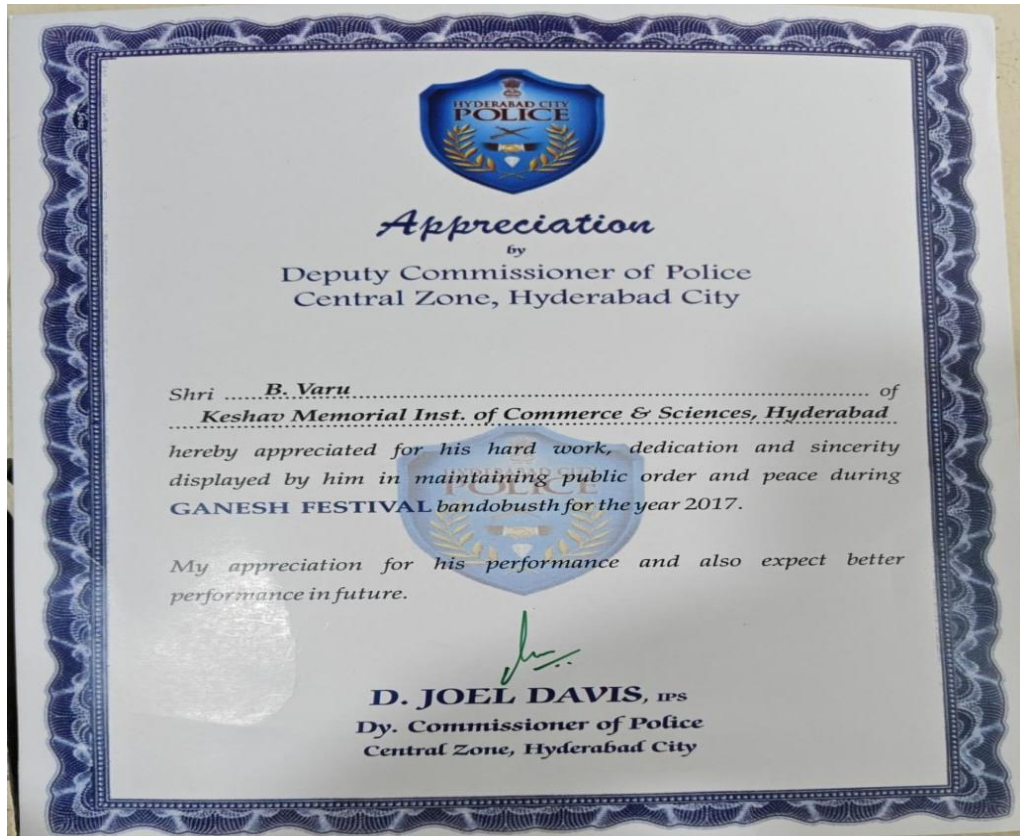 HYDERABAD CITY
POLICE
Appreciation
by
Deputy Commissioner of Police
Central Zone, Hyderabad City
Shri ..... B. Varu ..... of
Keshav Memorial Inst. of Commerce & Sciences, Hyderabad
hereby appreciated for his hard work, dedication and sincerity
displayed by him in maintaining public order and peace during
GANESH FESTIVAL bandobusth for the year 2017.
HYDERABAD CITY
POLICE
My appreciation for his performance and also expect better
performance in future.
D. JOEL DAVIS, IPS
Dy. Commissioner of Police
Central Zone, Hyderabad City